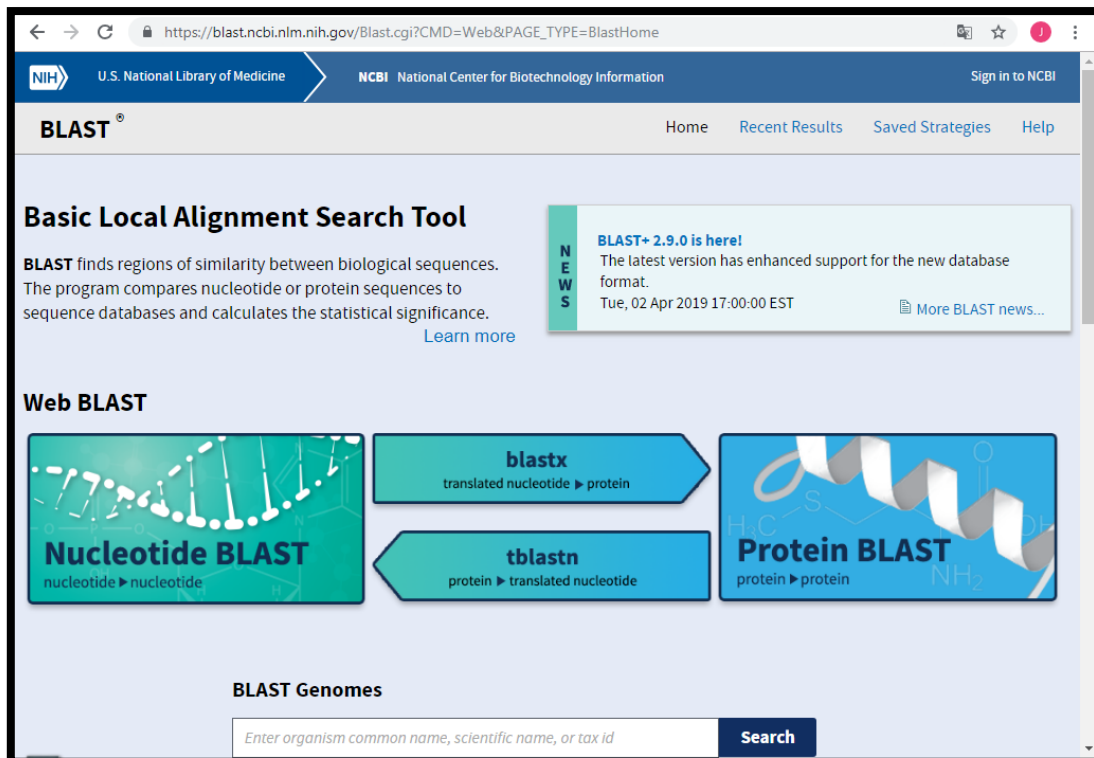 https://blast.ncbi.nlm.nih.gov/Blast.cgi?CMD=Web&PAGE_TYPE=BlastHome
J
NIH U.S. National Library of Medicine NCBI National Center for Biotechnology Information Sign in to NCBI
BLAST ® Home Recent Results Saved Strategies Help
Basic Local Alignment Search Tool
BLAST finds regions of similarity between biological sequences.
The program compares nucleotide or protein sequences to
sequence databases and calculates the statistical significance.
Learn more
NEWS
BLAST+ 2.9.0 is here!
The latest version has enhanced support for the new database
format.
Tue, 02 Apr 2019 17:00:00 EST
More BLAST news...
Web BLAST
Nucleotide BLAST
nucleotide ▶ nucleotide
blastx
translated nucleotide ▶ protein
tblastn
protein ▶ translated nucleotide
H₃C
S
O
OH
NH₂
Protein BLAST
protein ▶ protein
BLAST Genomes
Enter organism common name, scientific name, or tax id
Search